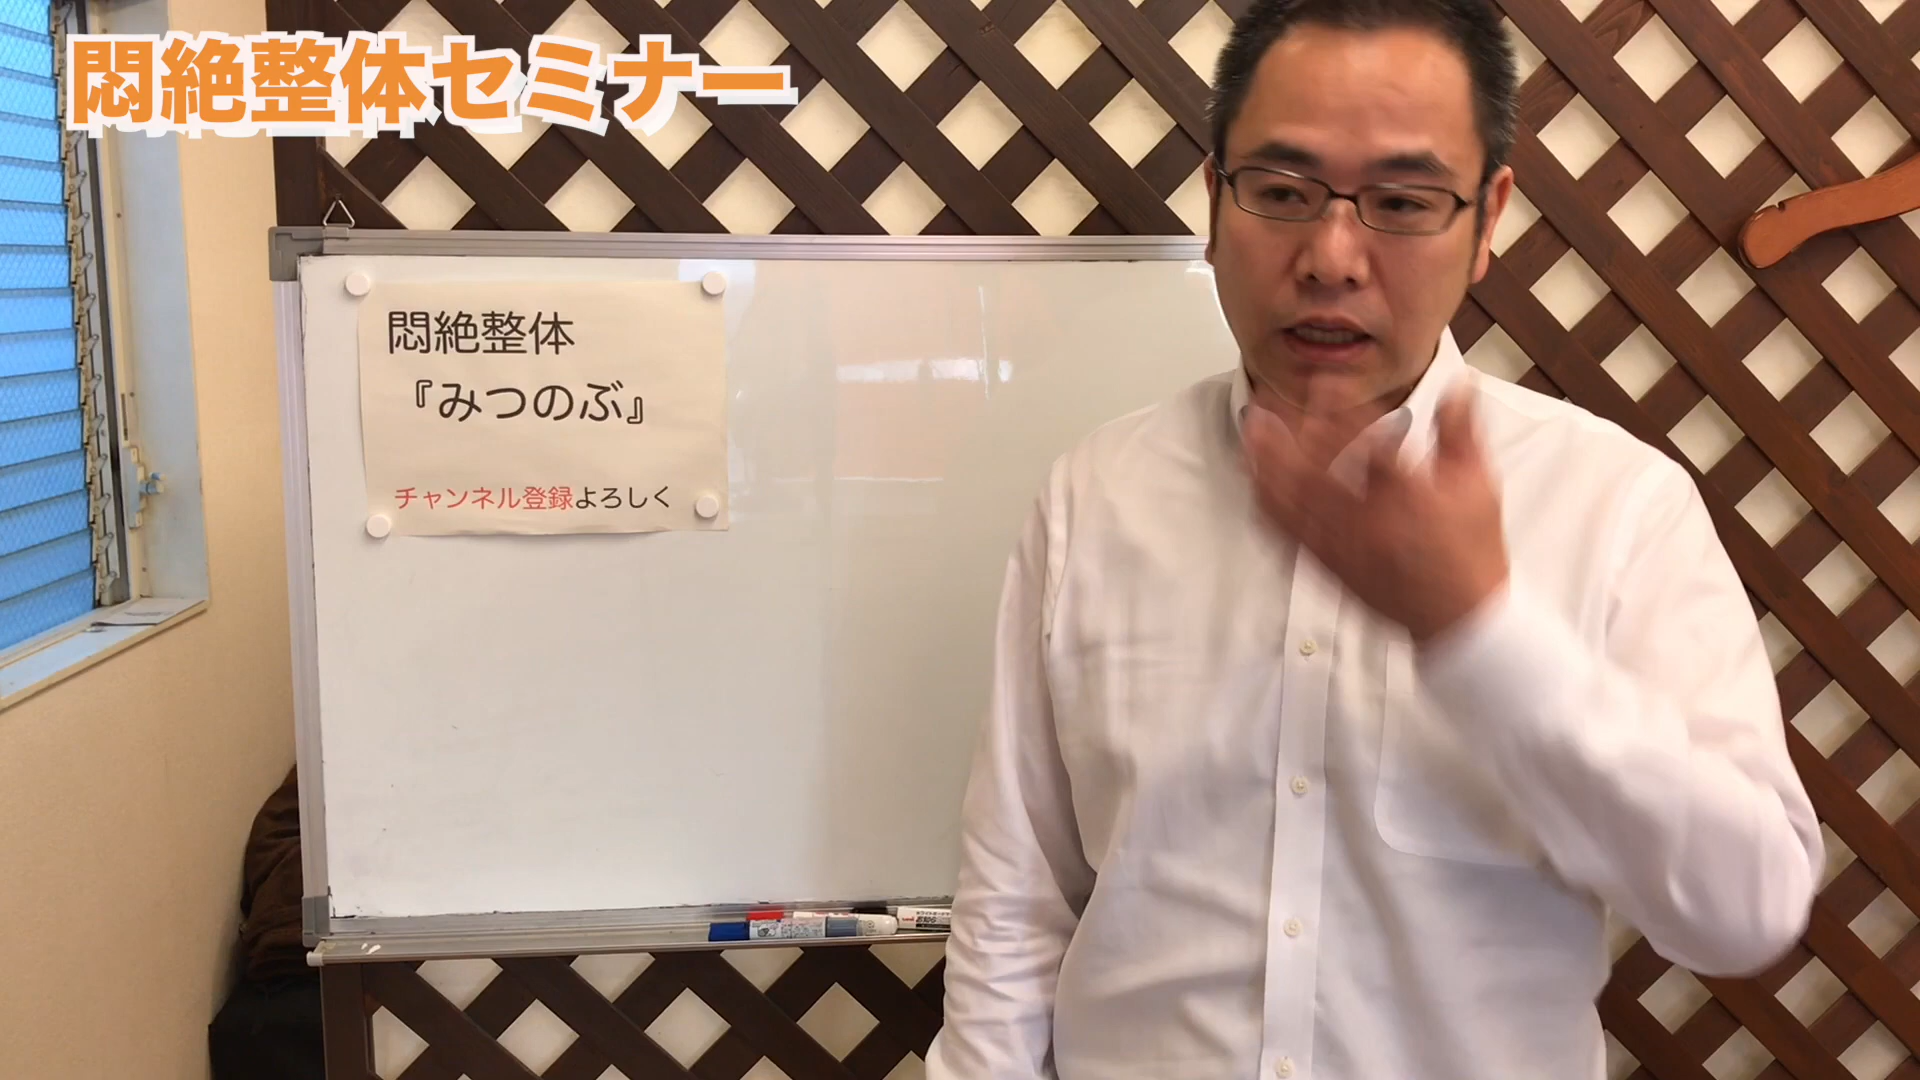 悶絶整体セミナー
悶絶整体
『みつのぶ』
チャンネル登録よろしく